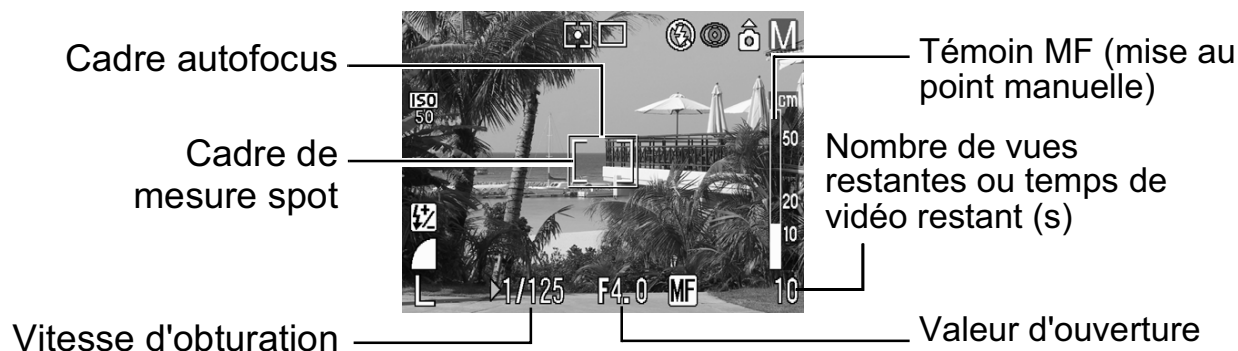 Cadre autofocus
Cadre de
mesure spot
Vitesse d'obturation
M
ISO
50
cm
50
20
10
L
1/125 F4.0 MF 10
Témoin MF (mise au
point manuelle)
Nombre de vues
restantes ou temps de
vidéo restant (s)
Valeur d'ouverture